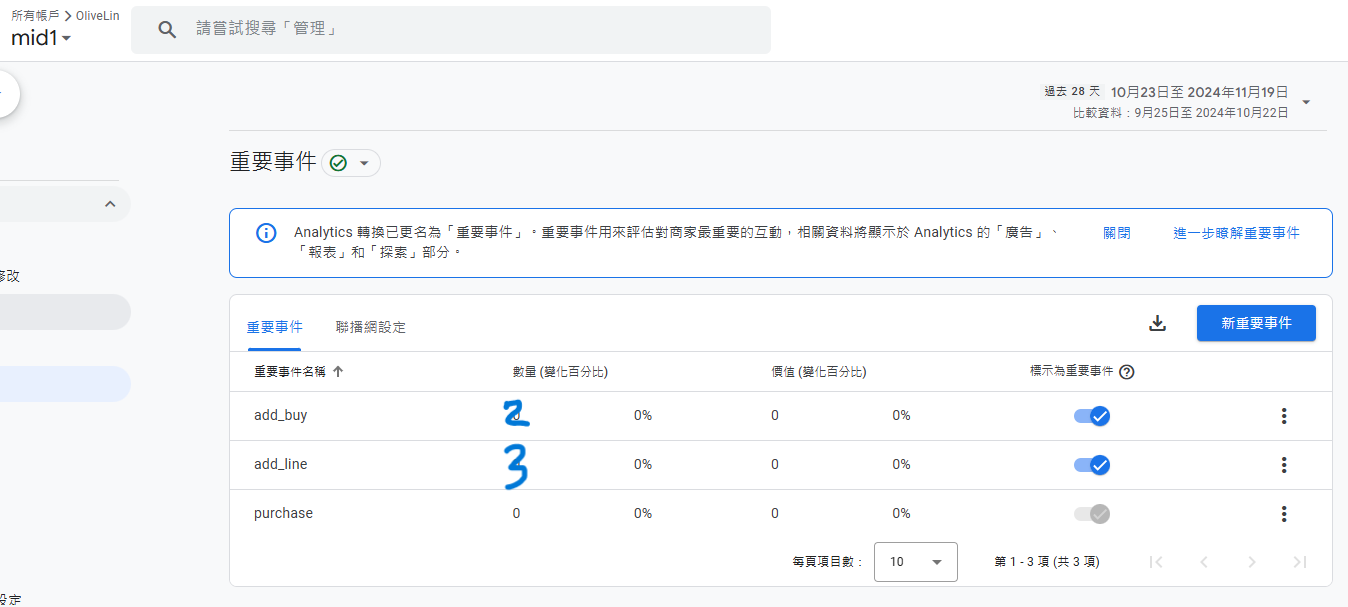 所有帳戶 > OliveLin
mid1
請嘗試搜尋「管理」
過去 28 天 10月23日至 2024年11月19日
比較資料：9月25日至 2024年10月22日
重要事件
Analytics 轉換已更名為「重要事件」。重要事件用來評估對商家最重要的互動，相關資料將顯示於 Analytics 的「廣告」、
「報表」和「探索」部分。
關閉 進一步瞭解重要事件
修改
重要事件 聯播網設定 新重要事件
重要事件名稱 數量 (變化百分比) 價值 (變化百分比) 標示為重要事件
add_buy 2 0% 0 0%
add_line 3 0% 0 0%
purchase 0 0% 0 0%
每頁項目數： 10 第 1 - 3 項 (共 3 項)
設定